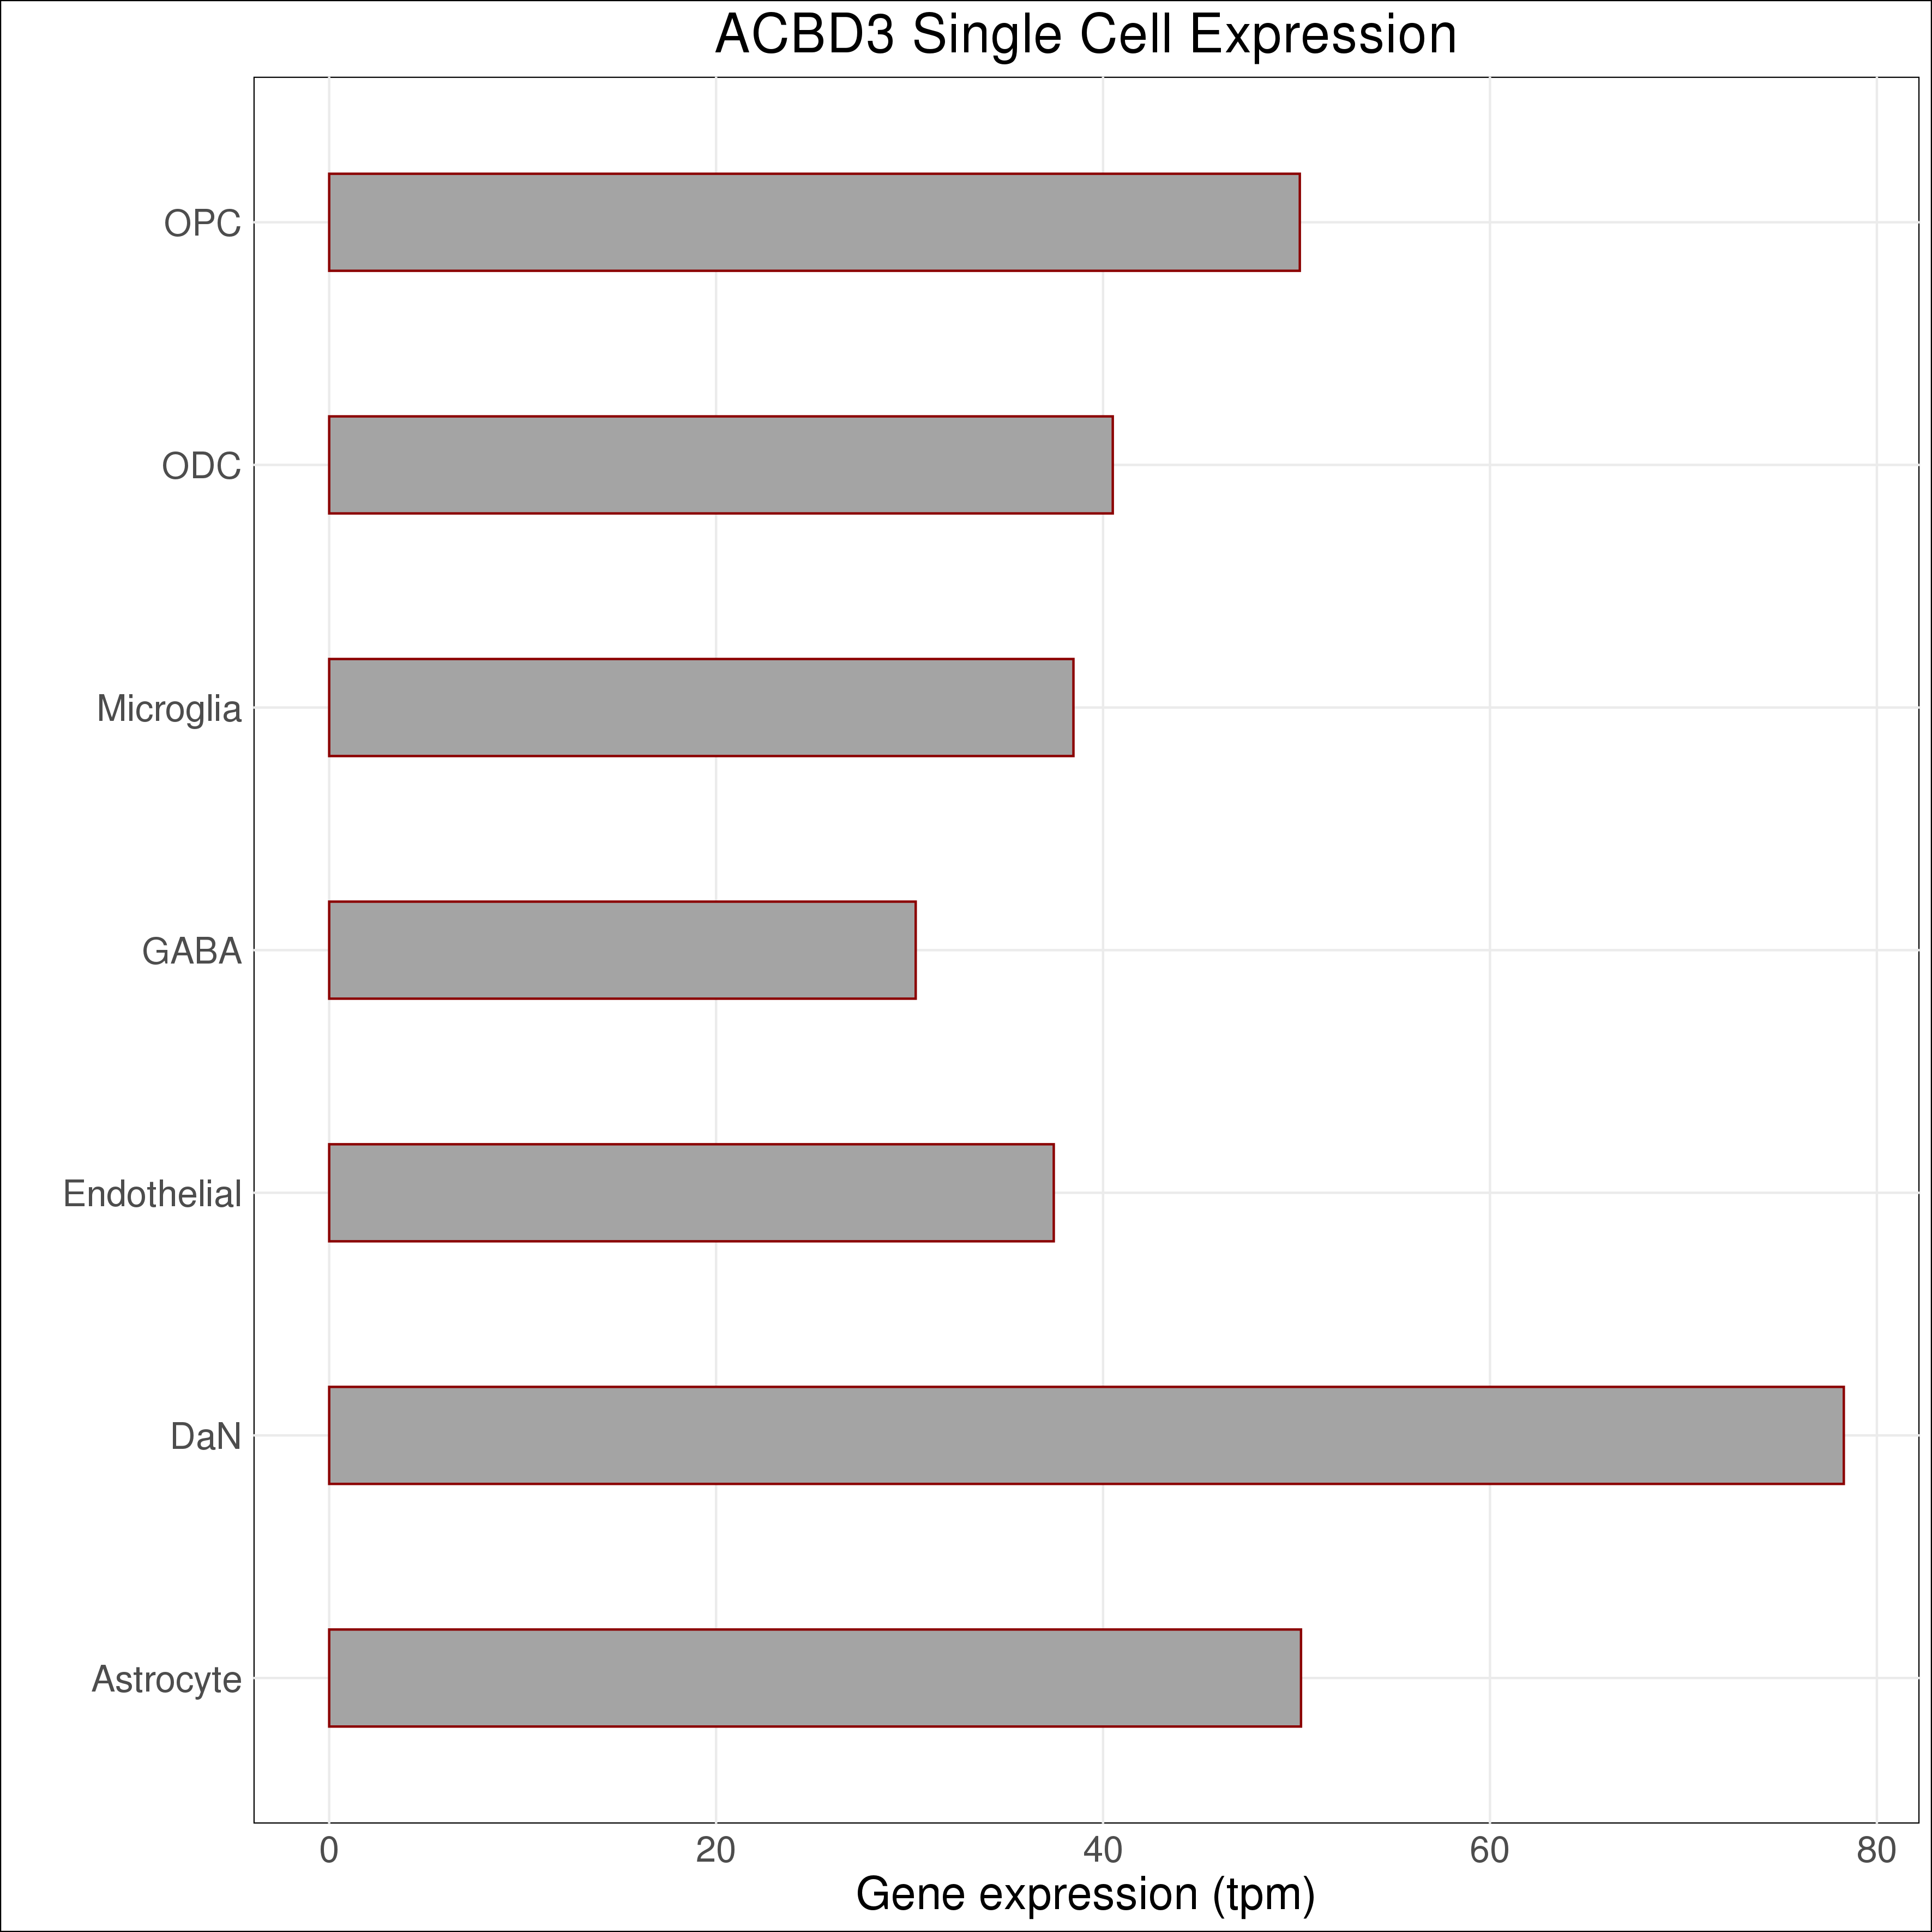 ACBD3 Single Cell Expression
OPC
ODC
Microglia
GABA
Endothelial
DaN
Astrocyte
0 20 40 60 80
Gene expression (tpm)